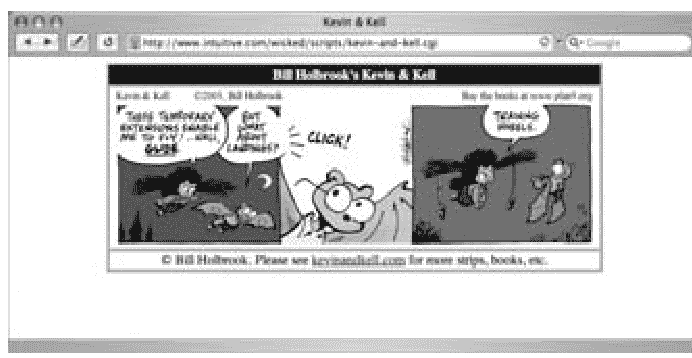 Kevin & Kell
http://www.intuitive.com/wicked/scripts/kevin-and-kell.cgi
Google
Bill Holbrook's Kevin & Kell
Kevin & Kell ©2003, Bill Holbrook Buy the books at www.plan9.org
THESE TEMPORARY
EXTENSIONS ENABLE
ME TO FLY! ..WELL,
GLIDE.
BUT
WHAT
ABOUT
LANDINGS?
CLICK!
TRAINING
WHEELS.
© Bill Holbrook. Please see kevinandkell.com for more strips, books, etc.